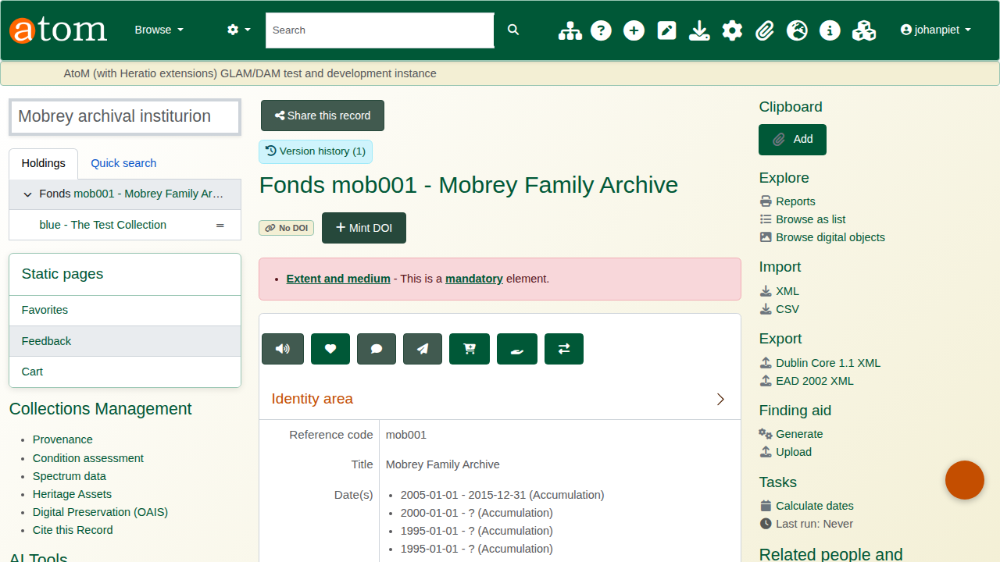 atom
Browse
Search
johanpiet
AtoM (with Heratio extensions) GLAM/DAM test and development instance
Mobrey archival institurion
Holdings
Quick search
Fonds mob001 - Mobrey Family Ar...
blue - The Test Collection
Static pages
Favorites
Feedback
Cart
Collections Management
Provenance
Condition assessment
Spectrum data
Heritage Assets
Digital Preservation (OAIS)
Cite this Record
AI Tools
Share this record
Version history (1)
Fonds mob001 - Mobrey Family Archive
No DOI
Mint DOI
Extent and medium - This is a mandatory element.
Identity area
Reference code
mob001
Title
Mobrey Family Archive
Date(s)
2005-01-01 - 2015-12-31 (Accumulation)
2000-01-01 - ? (Accumulation)
1995-01-01 - ? (Accumulation)
1995-01-01 - ? (Accumulation)
Clipboard
Add
Explore
Reports
Browse as list
Browse digital objects
Import
XML
CSV
Export
Dublin Core 1.1 XML
EAD 2002 XML
Finding aid
Generate
Upload
Tasks
Calculate dates
Last run: Never
Related people and